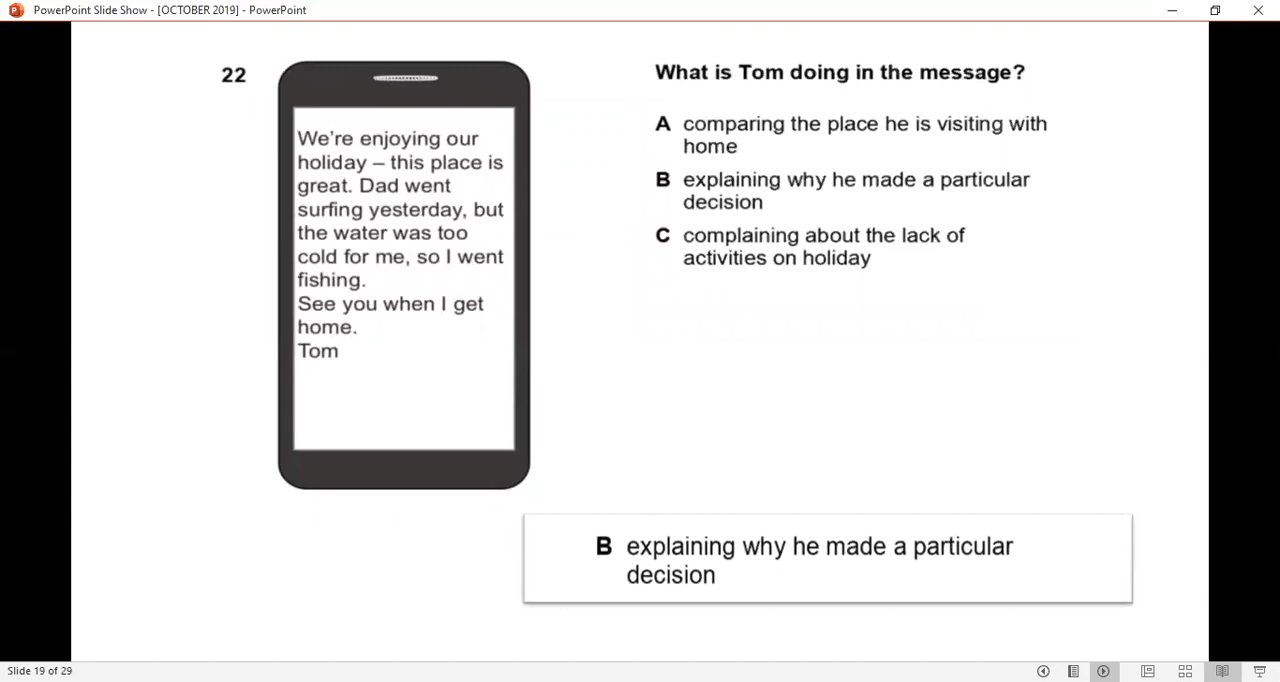 PowerPoint Slide Show - [OCTOBER 2019] - PowerPoint
22
We're enjoying our
holiday – this place is
great. Dad went
surfing yesterday, but
the water was too
cold for me, so I went
fishing.
See you when I get
home.
Tom
What is Tom doing in the message?
A comparing the place he is visiting with
home
B explaining why he made a particular
decision
C complaining about the lack of
activities on holiday
B explaining why he made a particular
decision
Slide 19 of 29